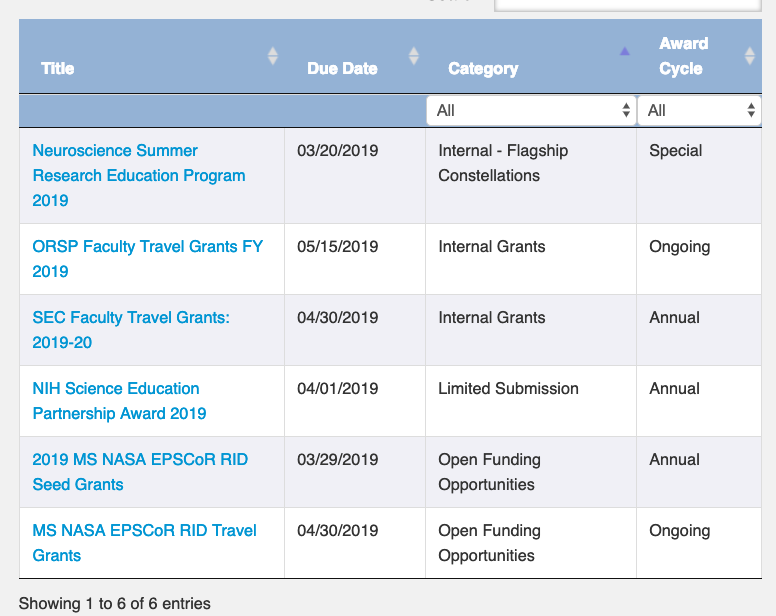 Award
Title Due Date Category Cycle
All All
Neuroscience Summer 03/20/2019 Internal - Flagship Special
Research Education Program Constellations
2019
ORSP Faculty Travel Grants FY 05/15/2019 Internal Grants Ongoing
2019
SEC Faculty Travel Grants: 04/30/2019 Internal Grants Annual
2019-20
NIH Science Education 04/01/2019 Limited Submission Annual
Partnership Award 2019
2019 MS NASA EPSCoR RID 03/29/2019 Open Funding Annual
Seed Grants Opportunities
MS NASA EPSCoR RID Travel 04/30/2019 Open Funding Ongoing
Grants Opportunities
Showing 1 to 6 of 6 entries